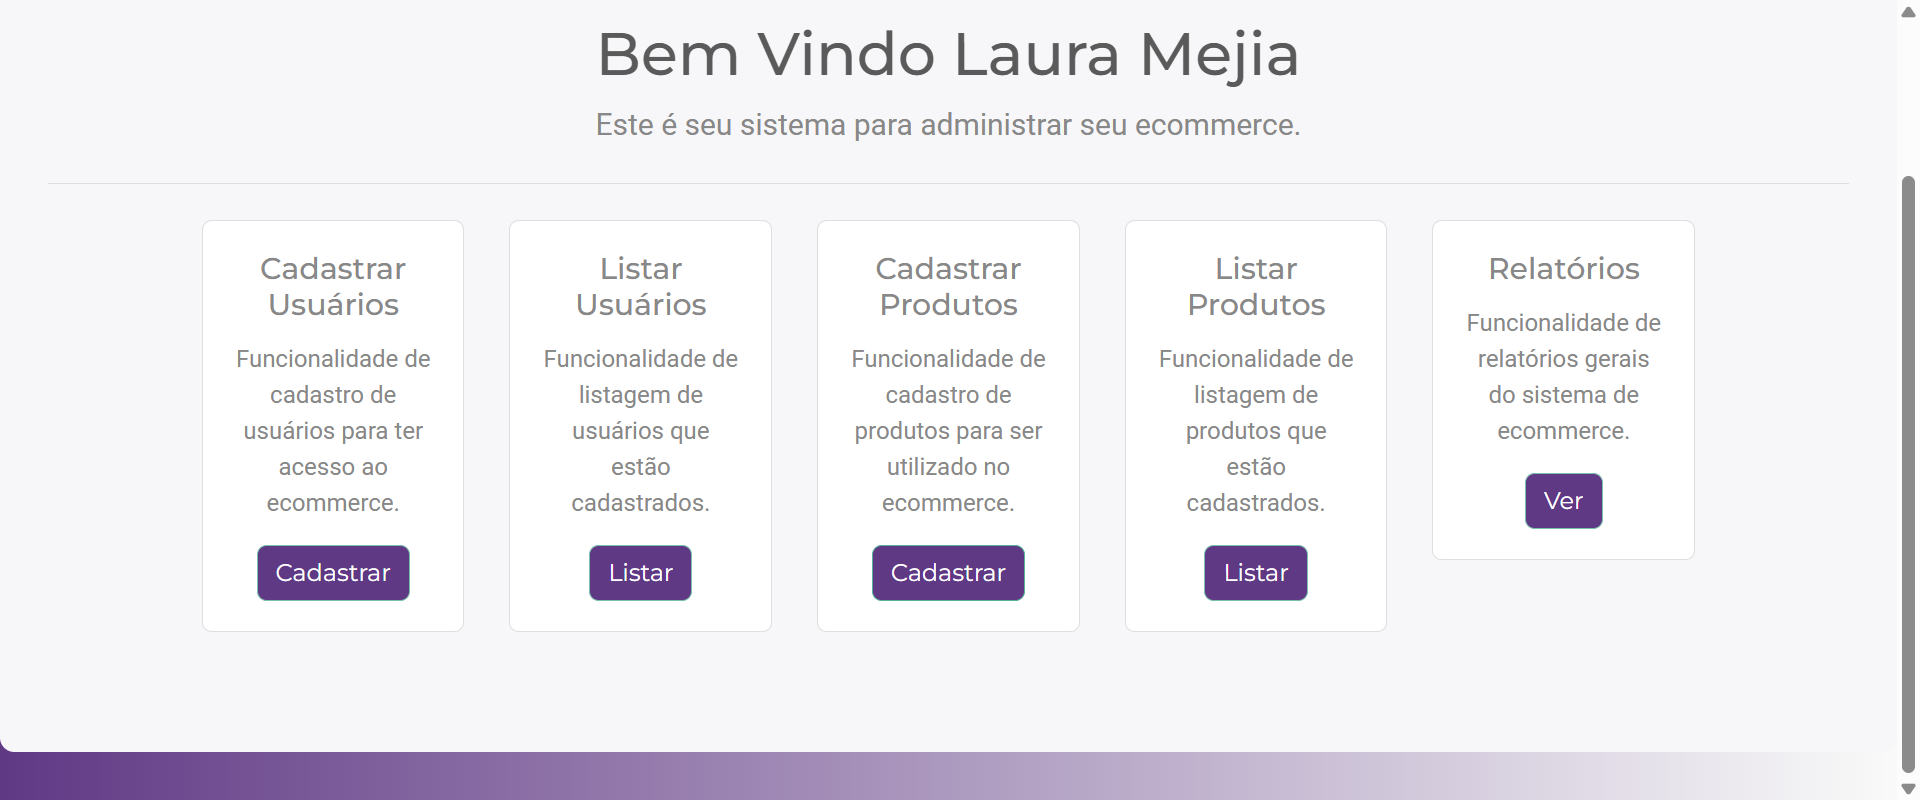 Bem Vindo Laura Mejia
Este é seu sistema para administrar seu ecommerce.
Cadastrar
Usuários
Funcionalidade de
cadastro de
usuários para ter
acesso ao
ecommerce.
Cadastrar
Listar
Usuários
Funcionalidade de
listagem de
usuários que
estão
cadastrados.
Listar
Cadastrar
Produtos
Funcionalidade de
cadastro de
produtos para ser
utilizado no
ecommerce.
Cadastrar
Listar
Produtos
Funcionalidade de
listagem de
produtos que
estão
cadastrados.
Listar
Relatórios
Funcionalidade de
relatórios gerais
do sistema de
ecommerce.
Ver